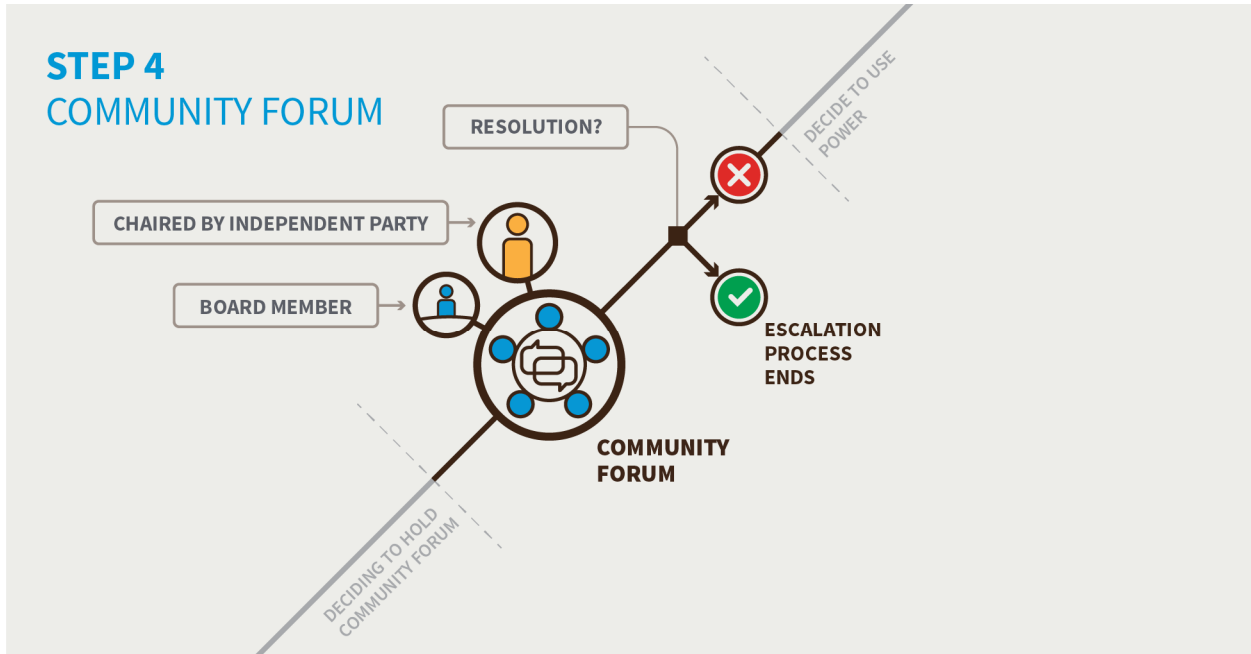 STEP 4
COMMUNITY FORUM
RESOLUTION?
DECIDE TO USE
POWER
CHAIRED BY INDEPENDENT PARTY
BOARD MEMBER
ESCALATION
PROCESS
ENDS
COMMUNITY
FORUM
DECIDING TO HOLD
COMMUNITY FORUM